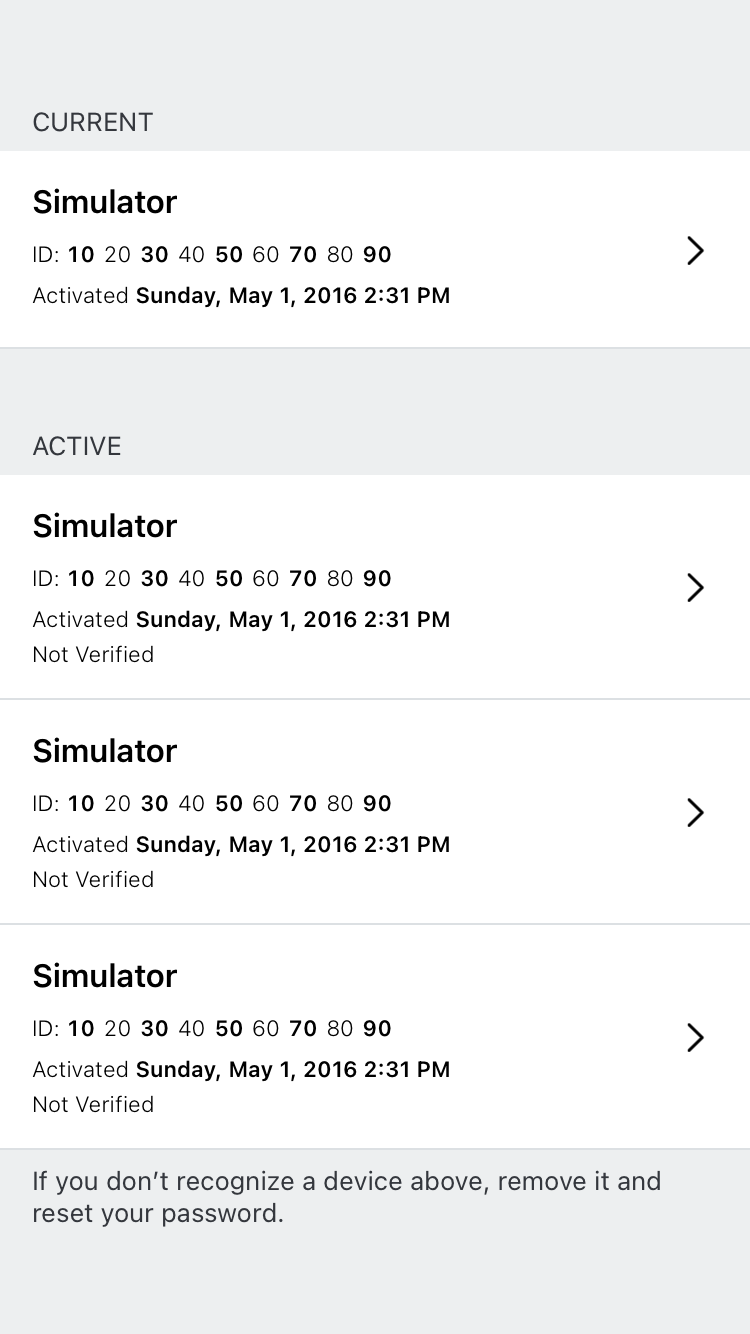 CURRENT
Simulator
ID: 10 20 30 40 50 60 70 80 90
Activated Sunday, May 1, 2016 2:31 PM
ACTIVE
Simulator
ID: 10 20 30 40 50 60 70 80 90
Activated Sunday, May 1, 2016 2:31 PM
Not Verified
Simulator
ID: 10 20 30 40 50 60 70 80 90
Activated Sunday, May 1, 2016 2:31 PM
Not Verified
Simulator
ID: 10 20 30 40 50 60 70 80 90
Activated Sunday, May 1, 2016 2:31 PM
Not Verified
If you don’t recognize a device above, remove it and
reset your password.